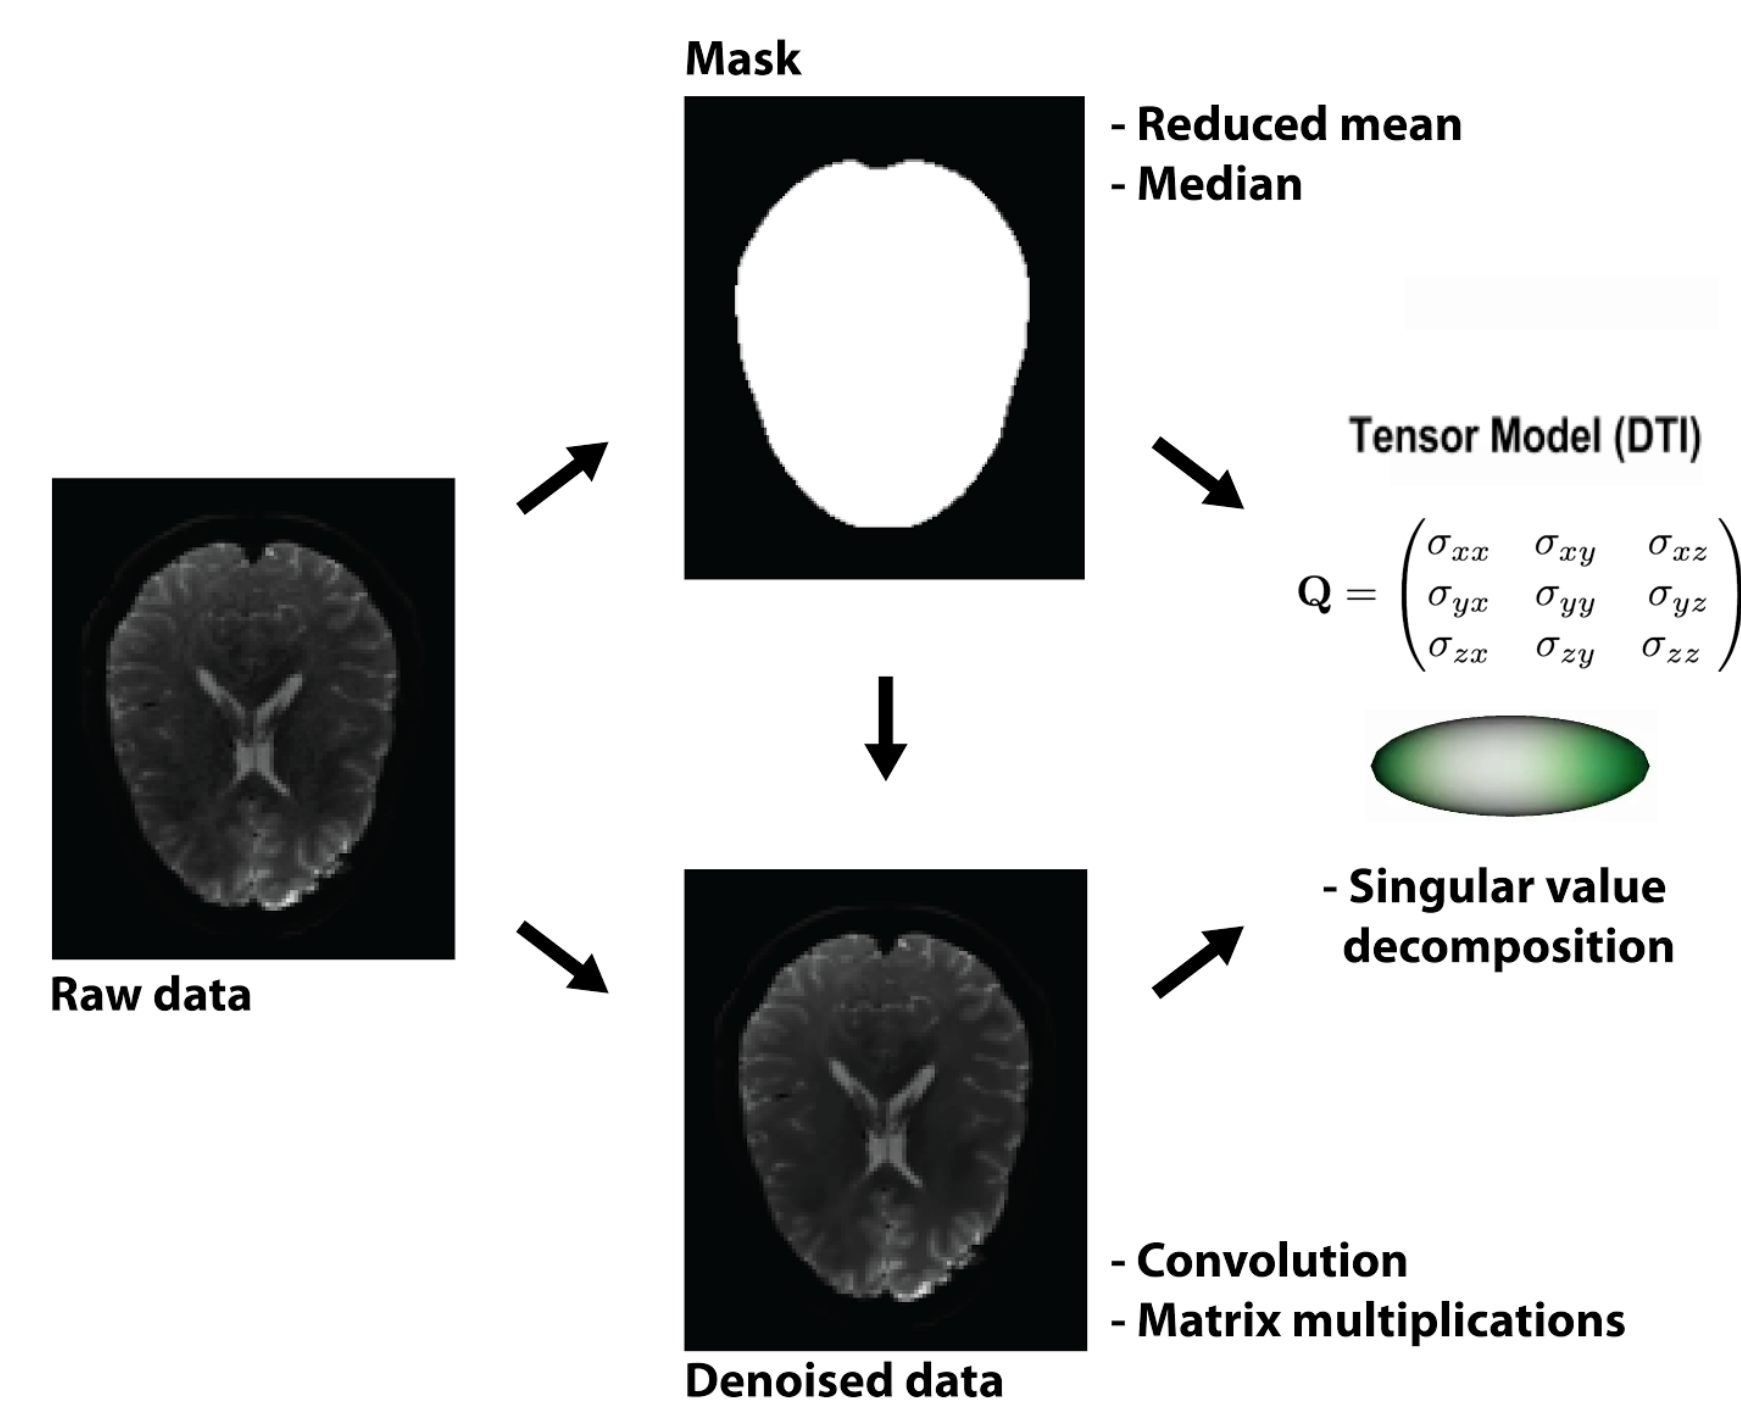 Mask
- Reduced mean
- Median
Tensor Model (DTI)
Q = (σxx σxy σxz
σyx σyy σyz
σzx σzy σzz)
- Singular value
decomposition
Raw data
- Convolution
- Matrix multiplications
Denoised data